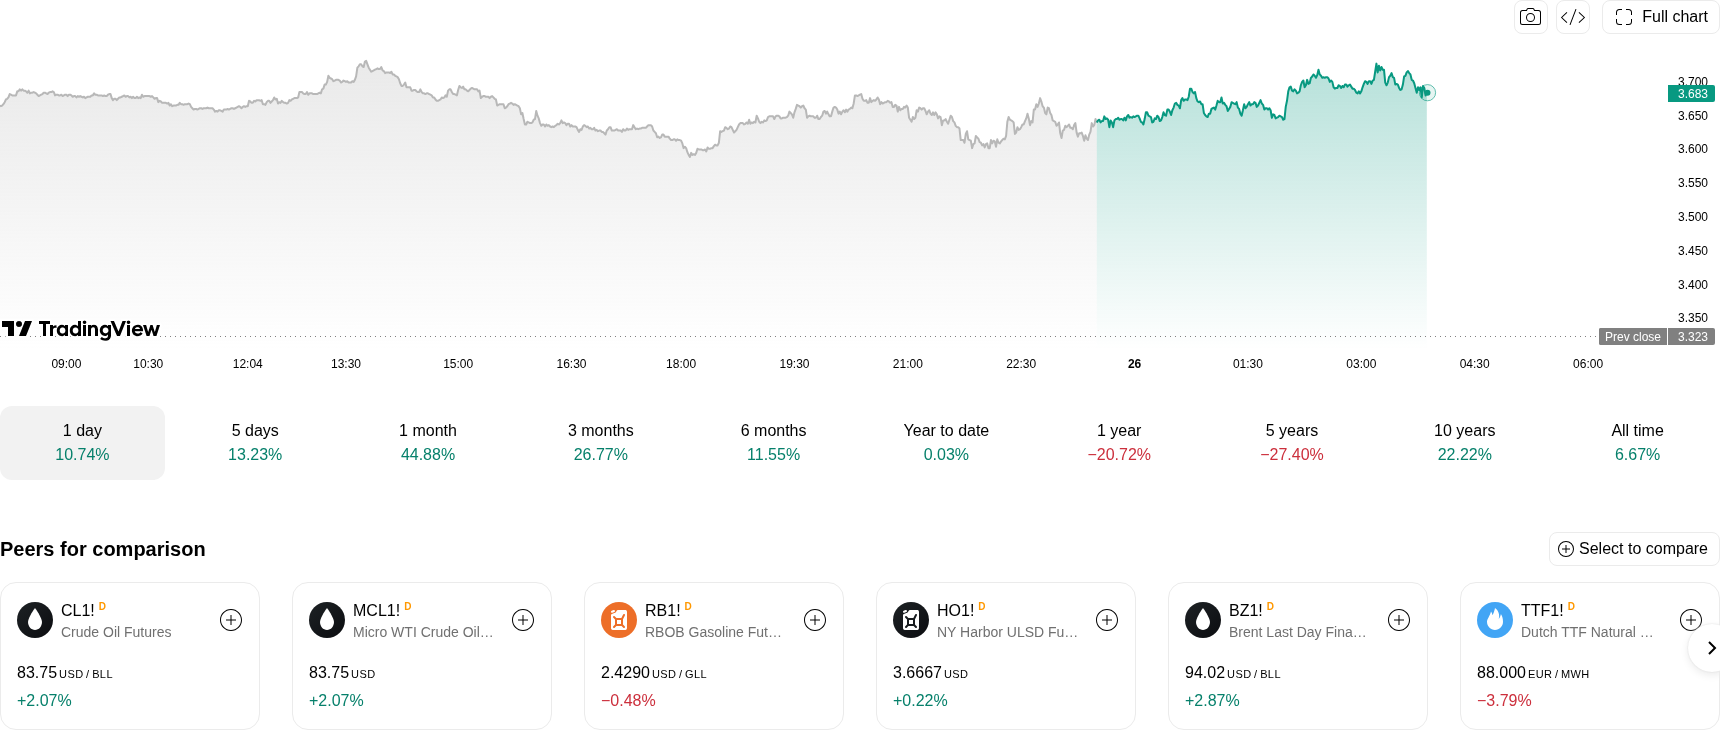 Full chart
3.700
3.683
3.650
3.600
3.550
3.500
3.450
3.400
3.350
TradingView
Prev close 3.323
09:00 10:30 12:04 13:30 15:00 16:30 18:00 19:30 21:00 22:30 26 01:30 03:00 04:30 06:00
1 day 5 days 1 month 3 months 6 months Year to date 1 year 5 years 10 years All time
10.74% 13.23% 44.88% 26.77% 11.55% 0.03% −20.72% −27.40% 22.22% 6.67%
Peers for comparison
Select to compare
CL1! D
Crude Oil Futures
83.75 USD / BLL
+2.07%
MCL1! D
Micro WTI Crude Oil…
83.75 USD
+2.07%
RB1! D
RBOB Gasoline Fut…
2.4290 USD / GLL
−0.48%
HO1! D
NY Harbor ULSD Fu…
3.6667 USD
+0.22%
BZ1! D
Brent Last Day Fina…
94.02 USD / BLL
+2.87%
TTF1! D
Dutch TTF Natural …
88.000 EUR / MWH
−3.79%